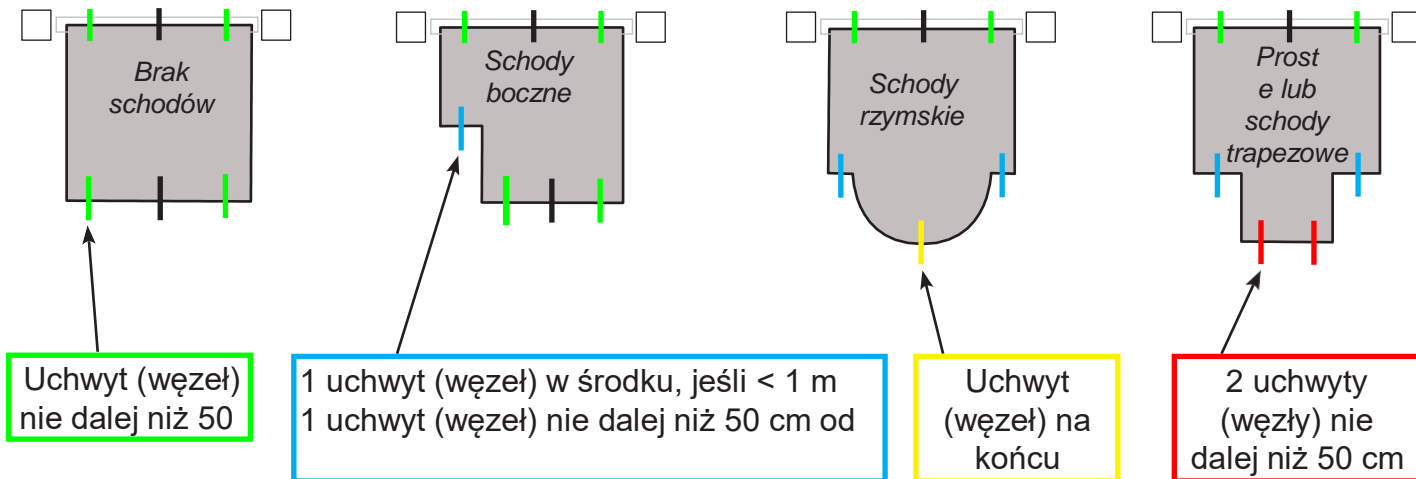 Brak
schodów
Schody
boczne
Schody
rzymskie
Prost
e lub
schody
trapezowe
Uchwyt (węzeł)
nie dalej niż 50
1 uchwyt (węzeł) w środku, jeśli < 1 m
1 uchwyt (węzeł) nie dalej niż 50 cm od
Uchwyt
(węzeł) na
końcu
2 uchwyty
(węzły) nie
dalej niż 50 cm